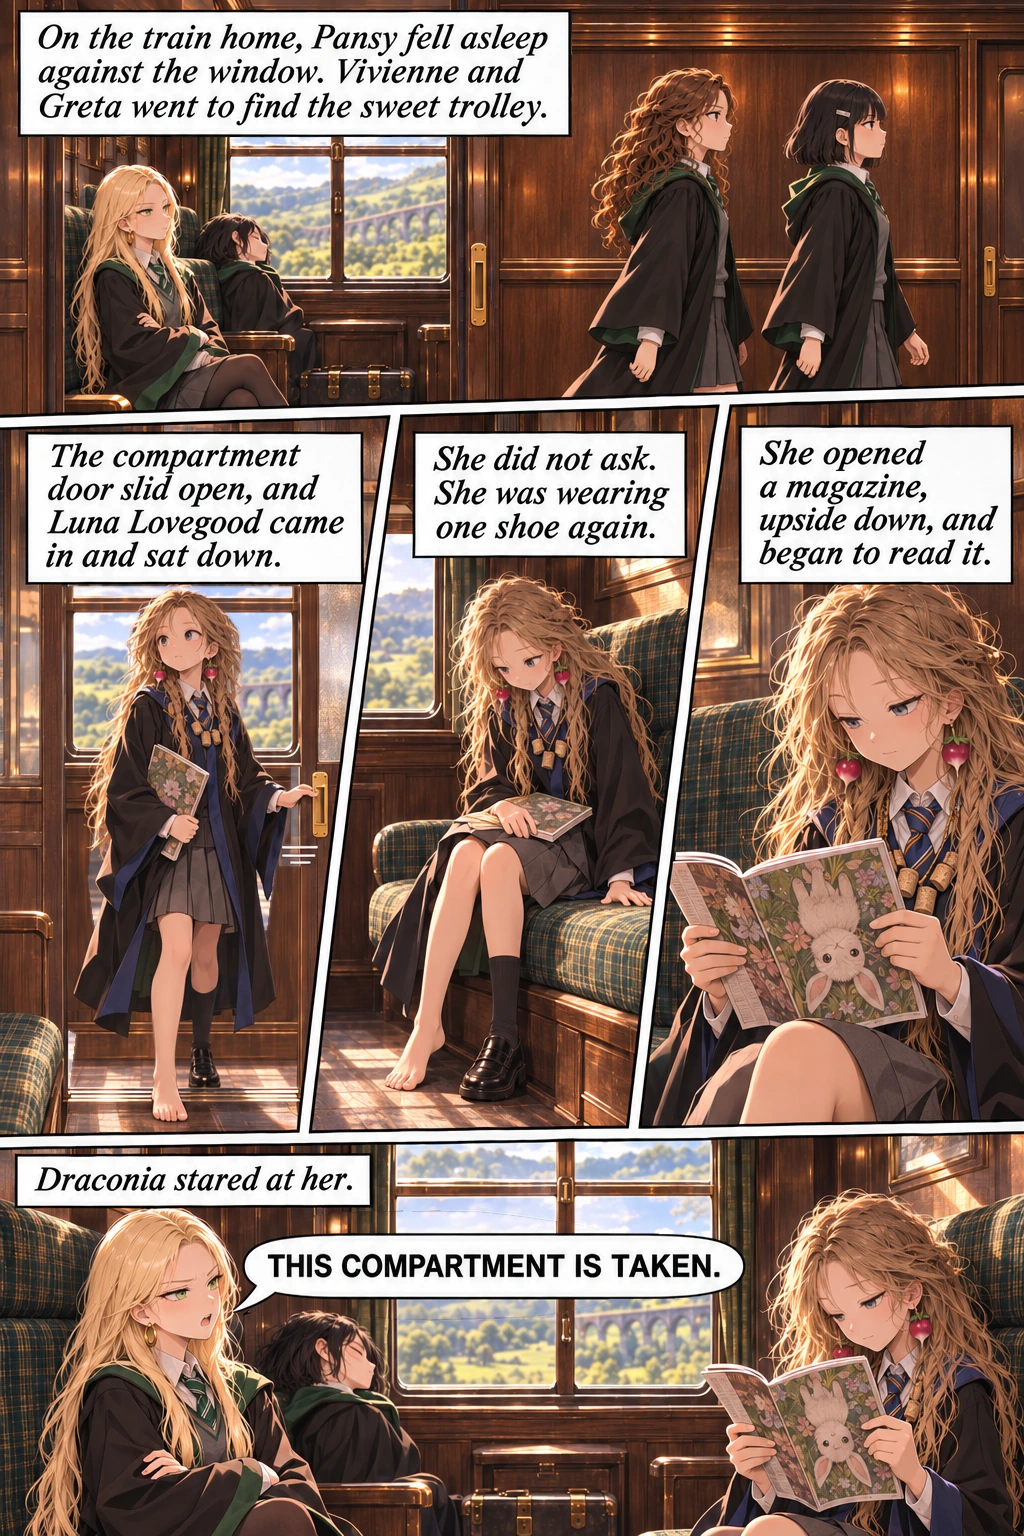 On the train home, Pansy fell asleep
against the window. Vivienne and
Greta went to find the sweet trolley.
The compartment
door slid open, and
Luna Lovegood came
in and sat down.
She did not ask.
She was wearing
one shoe again.
She opened
a magazine,
upside down, and
began to read it.
Draconia stared at her.
THIS COMPARTMENT IS TAKEN.